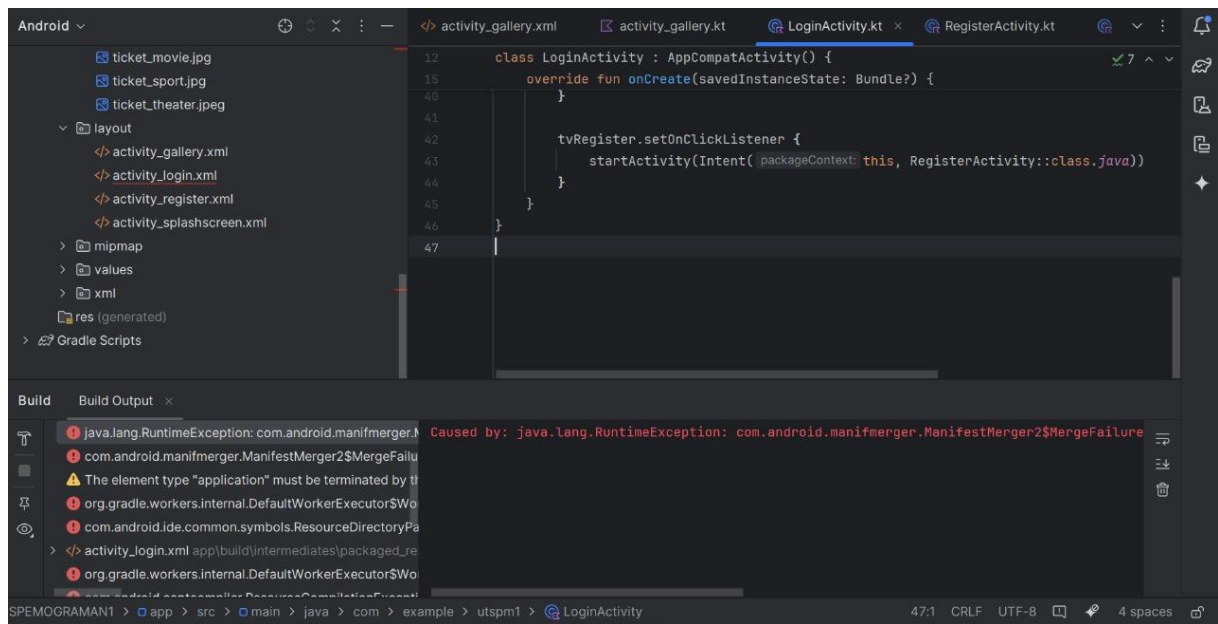 Android
activity_gallery.xml
activity_gallery.kt
LoginActivity.kt
RegisterActivity.kt
ticket_movie.jpg
ticket_sport.jpg
ticket_theater.jpeg
layout
activity_gallery.xml
activity_login.xml
activity_register.xml
activity_splashscreen.xml
mipmap
values
xml
res (generated)
Gradle Scripts
12 class LoginActivity : AppCompatActivity() {
7
15 override fun onCreate(savedInstanceState: Bundle?) {
40 }
41
42 tvRegister.setOnClickListener {
43 startActivity(Intent( packageContext: this, RegisterActivity::class.java))
44 }
45 }
46 }
47
Build Build Output
java.lang.RuntimeException: com.android.manifmerger.M
com.android.manifmerger.ManifestMerger2$MergeFailu
The element type "application" must be terminated by th
org.gradle.workers.internal.DefaultWorkerExecutor$Wo
com.android.ide.common.symbols.ResourceDirectoryPa
activity_login.xml app\build\intermediates\packaged_re
org.gradle.workers.internal.DefaultWorkerExecutor$Wo
Caused by: java.lang.RuntimeException: com.android.manifmerger.ManifestMerger2$MergeFailure
SPEMOGRAMAN1 > app > src > main > java > com > example > utspm1 > LoginActivity
47:1 CRLF UTF-8 4 spaces